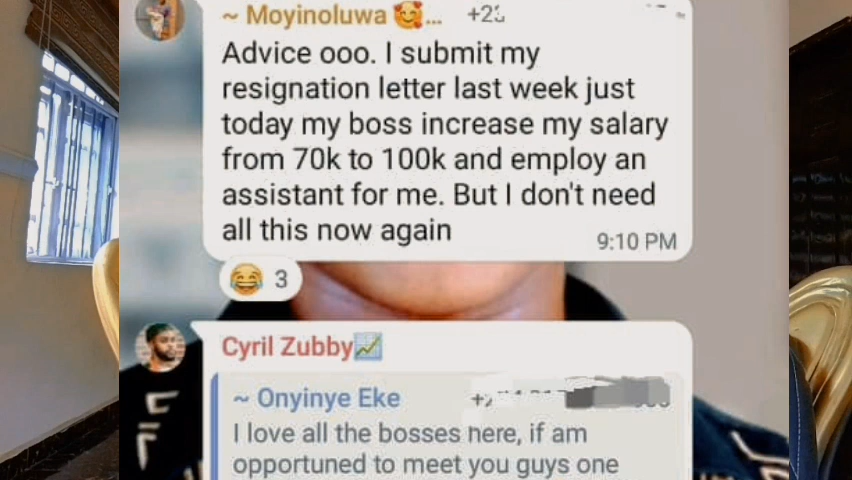 ~ Moyinoluwa 🥰... +23
Advice ooo. I submit my
resignation letter last week just
today my boss increase my salary
from 70k to 100k and employ an
assistant for me. But I don't need
all this now again
9:10 PM
😂 3
Cyril Zubby💹
~ Onyinye Eke
I love all the bosses here, if am
opportuned to meet you guys one